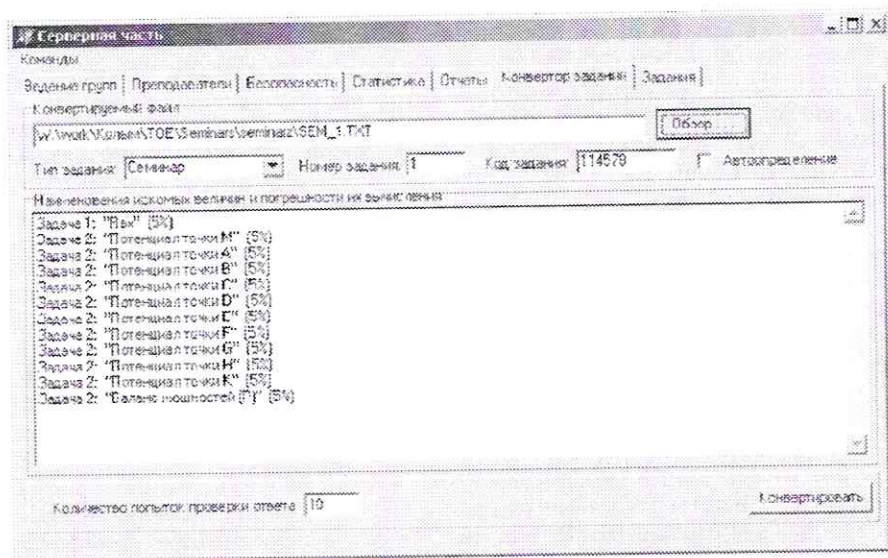 Серверная часть
Команды
Ведение групп Преподаватели Безопасность Статистика Отчеты Конвертор заданий Задания
Конвертируемый файл
Обзор
Тип задания: Семинар Номер задания: 1 Код задания: 114579 Автоопределение
Наименования искомых величин и погрешности их вычисления
Задача 1: "Rвх" (5%)
Задача 2: "Потенциал точки M" (5%)
Задача 2: "Потенциал точки A" (5%)
Задача 2: "Потенциал точки B" (5%)
Задача 2: "Потенциал точки C" (5%)
Задача 2: "Потенциал точки D" (5%)
Задача 2: "Потенциал точки E" (5%)
Задача 2: "Потенциал точки F" (5%)
Задача 2: "Потенциал точки G" (5%)
Задача 2: "Потенциал точки H" (5%)
Задача 2: "Потенциал точки K" (5%)
Задача 2: "Баланс мощностей (П)" (5%)
Количество попыток проверки ответа 10 Конвертировать